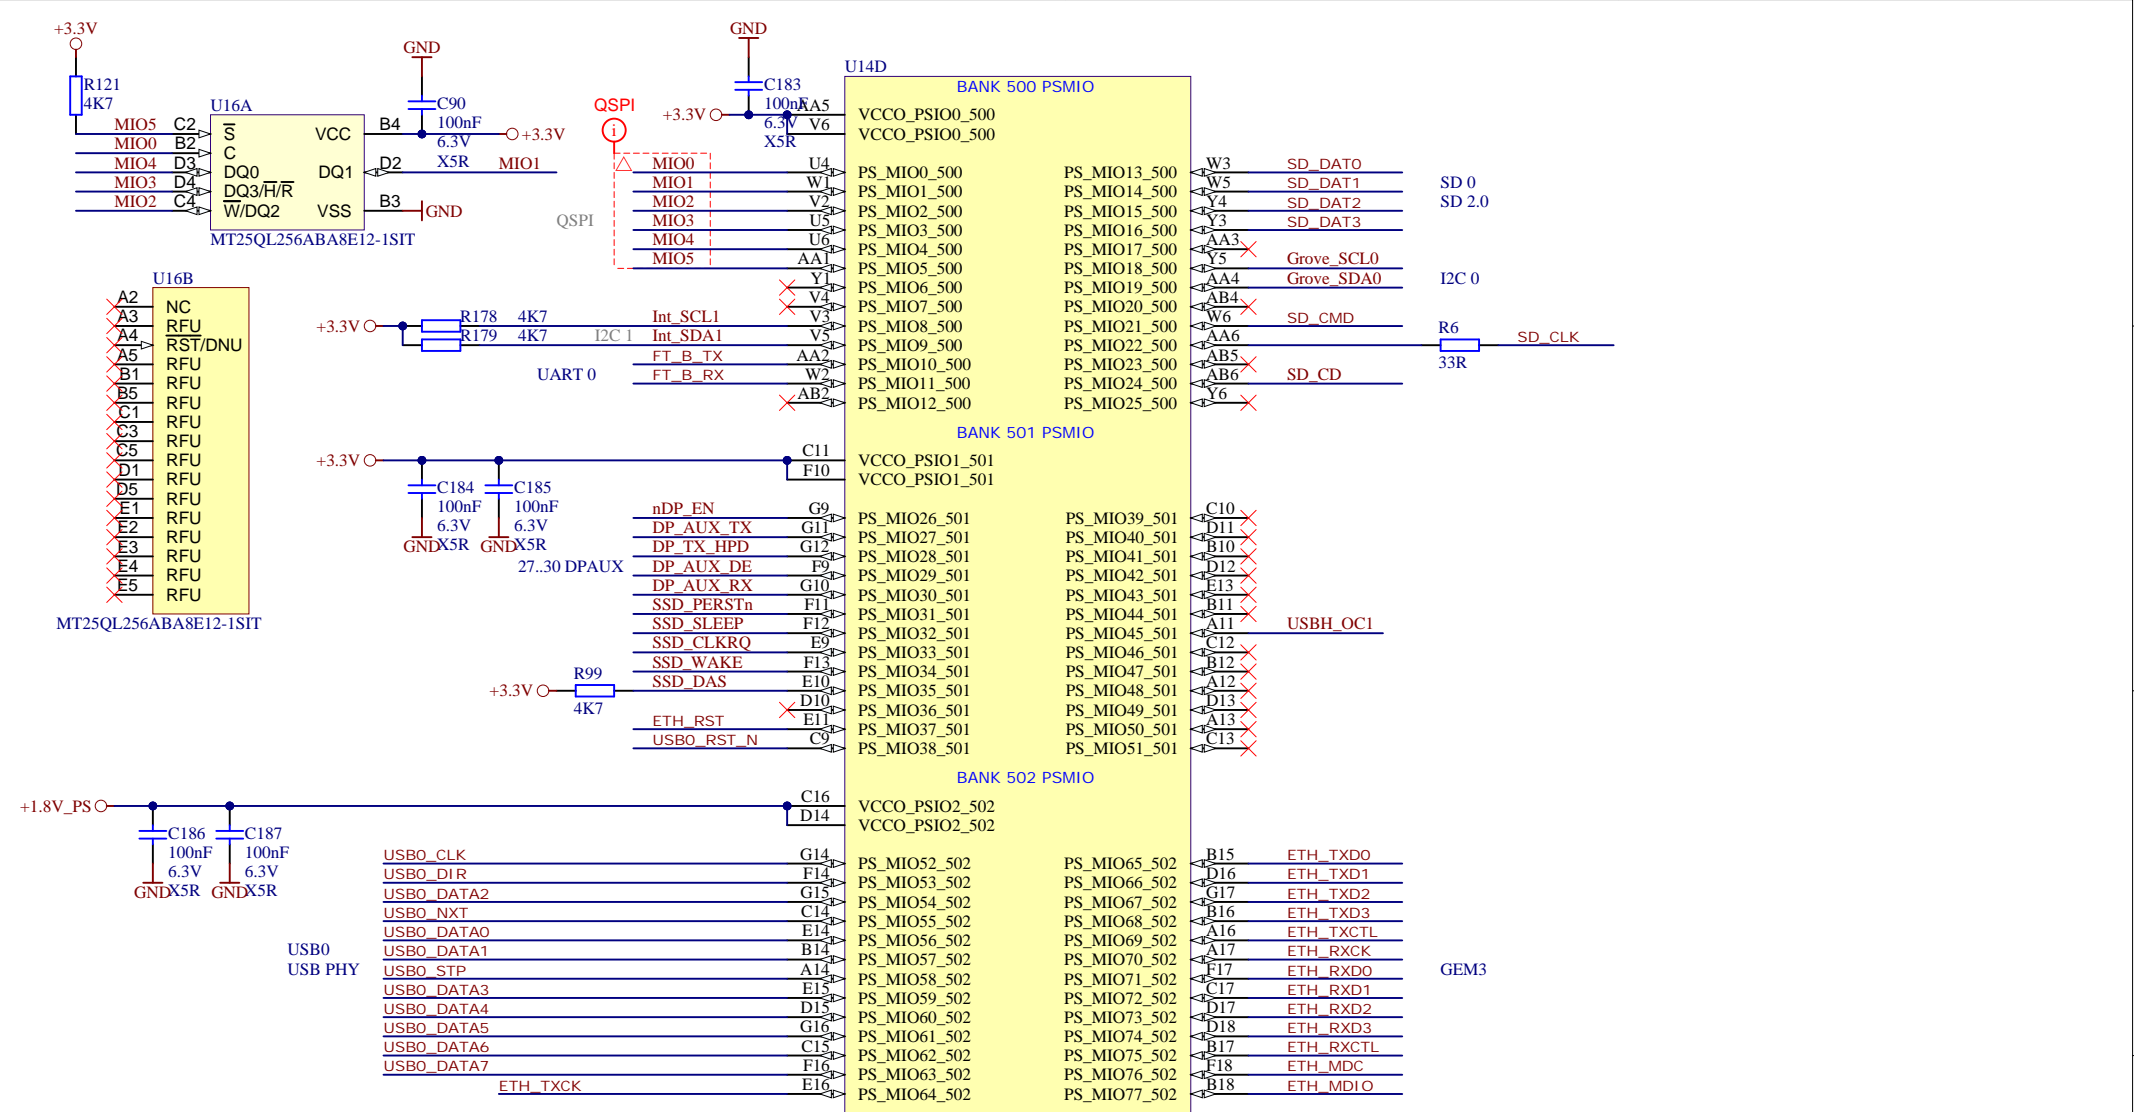 +3.3V
R121
4K7
U16A
MIO5 C2 S VCC B4
MIO0 B2 C
MIO4 D3 DQ0 DQ1 D2 MIO1
MIO3 D4 DQ3/H/R
MIO2 C4 W/DQ2 VSS B3 GND
MT25QL256ABA8E12-1SIT
GND
C90
100nF
6.3V
X5R
+3.3V
U16B
A2 NC
A3 RFU
A4 RST/DNU
A5 RFU
B1 RFU
B5 RFU
C1 RFU
C3 RFU
C5 RFU
D1 RFU
D5 RFU
E1 RFU
E2 RFU
E3 RFU
E4 RFU
E5 RFU
MT25QL256ABA8E12-1SIT
GND
C183
100nF
6.3V
X5R
+3.3V
QSPI
i
QSPI
U14D
BANK 500 PSMIO
AA5 VCCO_PSIO0_500
V6 VCCO_PSIO0_500
MIO0 U4 PS_MIO0_500 PS_MIO13_500 W3 SD_DAT0
MIO1 W1 PS_MIO1_500 PS_MIO14_500 W5 SD_DAT1
SD 0
MIO2 V2 PS_MIO2_500 PS_MIO15_500 Y4 SD_DAT2
SD 2.0
MIO3 U5 PS_MIO3_500 PS_MIO16_500 Y3 SD_DAT3
MIO4 U6 PS_MIO4_500 PS_MIO17_500 AA3
MIO5 AA1 PS_MIO5_500 PS_MIO18_500 Y5 Grove_SCL0
Y1 PS_MIO6_500 PS_MIO19_500 AA4 Grove_SDA0 I2C 0
V4 PS_MIO7_500 PS_MIO20_500 AB4
+3.3V R178 4K7 Int_SCL1 V3 PS_MIO8_500 PS_MIO21_500 W6 SD_CMD
R179 4K7 I2C 1 Int_SDA1 V5 PS_MIO9_500 PS_MIO22_500 AA6 R6 33R SD_CLK
FT_B_TX AA2 PS_MIO10_500 PS_MIO23_500 AB5
UART 0
FT_B_RX W2 PS_MIO11_500 PS_MIO24_500 AB6 SD_CD
AB2 PS_MIO12_500 PS_MIO25_500 Y6
BANK 501 PSMIO
+3.3V C11 VCCO_PSIO1_501
F10 VCCO_PSIO1_501
C184
100nF
6.3V
X5R
GND
C185
100nF
6.3V
X5R
GND
nDP_EN G9 PS_MIO26_501 PS_MIO39_501 C10
DP_AUX_TX G11 PS_MIO27_501 PS_MIO40_501 D11
DP_TX_HPD G12 PS_MIO28_501 PS_MIO41_501 B10
27..30 DPAUX
DP_AUX_DE F9 PS_MIO29_501 PS_MIO42_501 D12
DP_AUX_RX G10 PS_MIO30_501 PS_MIO43_501 E13
SSD_PERSTn F11 PS_MIO31_501 PS_MIO44_501 B11
SSD_SLEEP F12 PS_MIO32_501 PS_MIO45_501 A11 USBH_OC1
SSD_CLKRQ E9 PS_MIO33_501 PS_MIO46_501 C12
SSD_WAKE F13 PS_MIO34_501 PS_MIO47_501 B12
+3.3V R99 4K7 SSD_DAS E10 PS_MIO35_501 PS_MIO48_501 A12
D10 PS_MIO36_501 PS_MIO49_501 D13
ETH_RST E11 PS_MIO37_501 PS_MIO50_501 A13
USB0_RST_N C9 PS_MIO38_501 PS_MIO51_501 C13
BANK 502 PSMIO
+1.8V_PS C16 VCCO_PSIO2_502
D14 VCCO_PSIO2_502
C186
100nF
6.3V
X5R
GND
C187
100nF
6.3V
X5R
GND
USB0_CLK G14 PS_MIO52_502 PS_MIO65_502 B15 ETH_TXD0
USB0_DIR F14 PS_MIO53_502 PS_MIO66_502 D16 ETH_TXD1
USB0_DATA2 G15 PS_MIO54_502 PS_MIO67_502 G17 ETH_TXD2
USB0_NXT C14 PS_MIO55_502 PS_MIO68_502 B16 ETH_TXD3
USB0_DATA0 E14 PS_MIO56_502 PS_MIO69_502 A16 ETH_TXCTL
USB0
USB0_DATA1 B14 PS_MIO57_502 PS_MIO70_502 A17 ETH_RXCK
USB PHY
USB0_STP A14 PS_MIO58_502 PS_MIO71_502 F17 ETH_RXD0 GEM3
USB0_DATA3 E15 PS_MIO59_502 PS_MIO72_502 C17 ETH_RXD1
USB0_DATA4 D15 PS_MIO60_502 PS_MIO73_502 D17 ETH_RXD2
USB0_DATA5 G16 PS_MIO61_502 PS_MIO74_502 D18 ETH_RXD3
USB0_DATA6 C15 PS_MIO62_502 PS_MIO75_502 B17 ETH_RXCTL
USB0_DATA7 F16 PS_MIO63_502 PS_MIO76_502 F18 ETH_MDC
ETH_TXCK E16 PS_MIO64_502 PS_MIO77_502 B18 ETH_MDIO